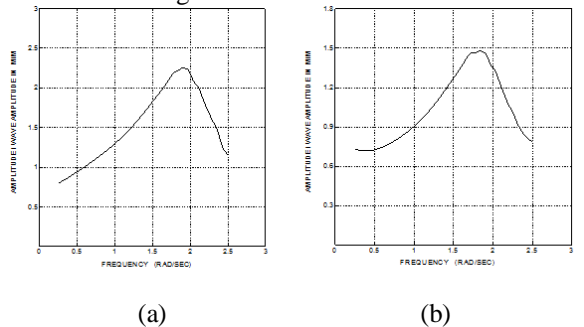 3
2.5
2
1.5
1
0.5
0 0.5 1 1.5 2 2.5 3
AMPLITUDE / WAVE AMPLITUDE IN MM
FREQUENCY (RAD/SEC)
(a)
1.8
1.5
1.2
0.9
0.6
0.3
0 0.5 1 1.5 2 2.5 3
AMPLITUDE / WAVE AMPLITUDE IN MM
FREQUENCY (RAD/SEC)
(b)